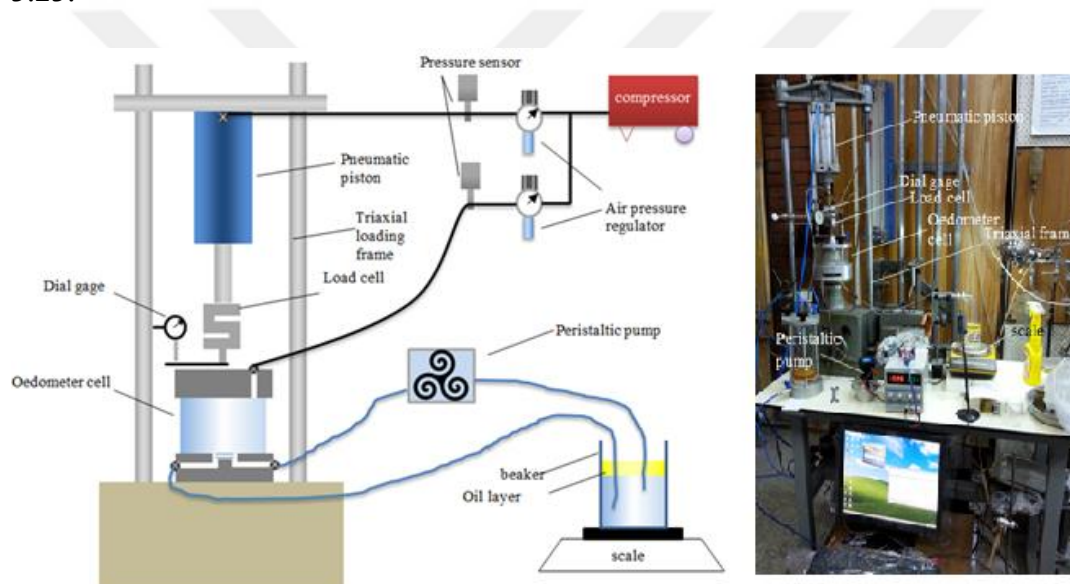 Pressure sensor
compressor
Pneumatic
piston
Air pressure
regulator
Triaxial
loading
frame
Load cell
Dial gage
Peristaltic pump
Oedometer cell
beaker
Oil layer
scale
Pneumatic piston
Dial gage
Load cell
Oedometer
cell
Triaxial frame
scale
Peristaltic
pump